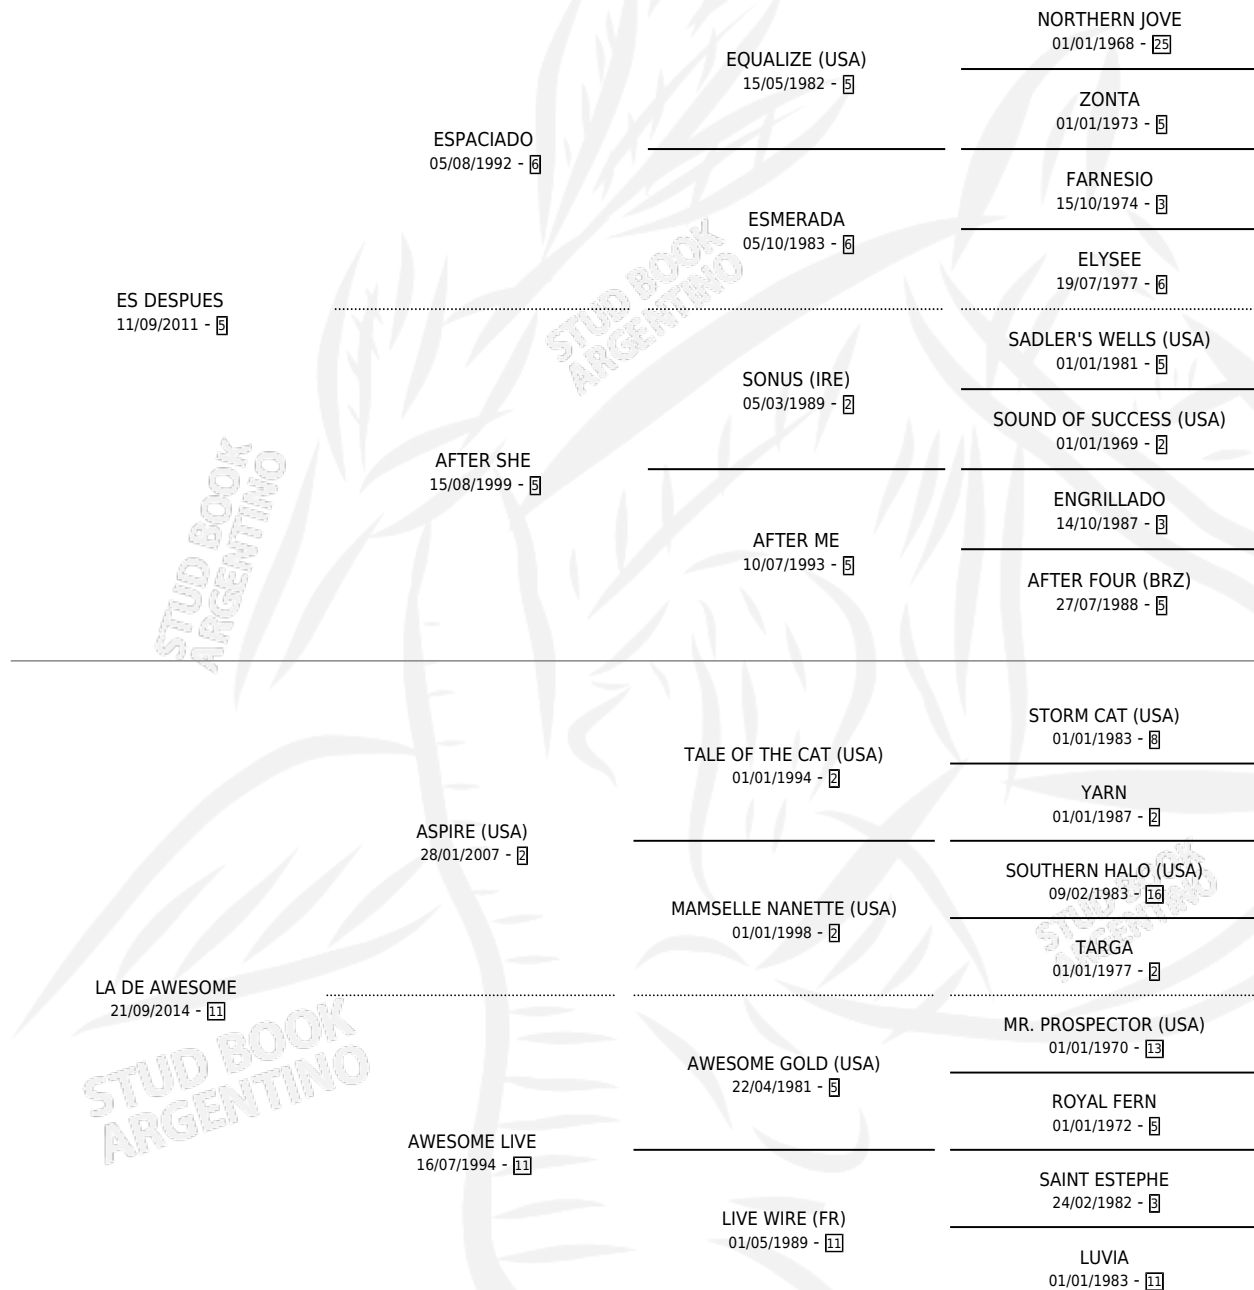 NORTHERN JOVE
01/01/1968 - 25
EQUALIZE (USA)
15/05/1982 - 5
ZONTA
01/01/1973 - 5
ESPACIADO
05/08/1992 - 6
FARNESIO
15/10/1974 - 3
ESMERADA
05/10/1983 - 6
ELYSEE
19/07/1977 - 6
ES DESPUES
11/09/2011 - 5
SADLER'S WELLS (USA)
01/01/1981 - 5
SONUS (IRE)
05/03/1989 - 2
SOUND OF SUCCESS (USA)
01/01/1969 - 2
AFTER SHE
15/08/1999 - 5
ENGRILLADO
14/10/1987 - 3
AFTER ME
10/07/1993 - 5
AFTER FOUR (BRZ)
27/07/1988 - 5
STORM CAT (USA)
01/01/1983 - 8
TALE OF THE CAT (USA)
01/01/1994 - 2
YARN
01/01/1987 - 2
ASPIRE (USA)
28/01/2007 - 2
SOUTHERN HALO (USA)
09/02/1983 - 16
MAMSELLE NANETTE (USA)
01/01/1998 - 2
TARGA
01/01/1977 - 2
LA DE AWESOME
21/09/2014 - 11
MR. PROSPECTOR (USA)
01/01/1970 - 13
AWESOME GOLD (USA)
22/04/1981 - 5
ROYAL FERN
01/01/1972 - 5
AWESOME LIVE
16/07/1994 - 11
SAINT ESTEPHE
24/02/1982 - 3
LIVE WIRE (FR)
01/05/1989 - 11
LUVIA
01/01/1983 - 11
STUD BOOK
ARGENTINO
STUD BOOK
ARGENTINO
STUD BOOK
ARGENTINO
STUD BOOK
ARGENTINO